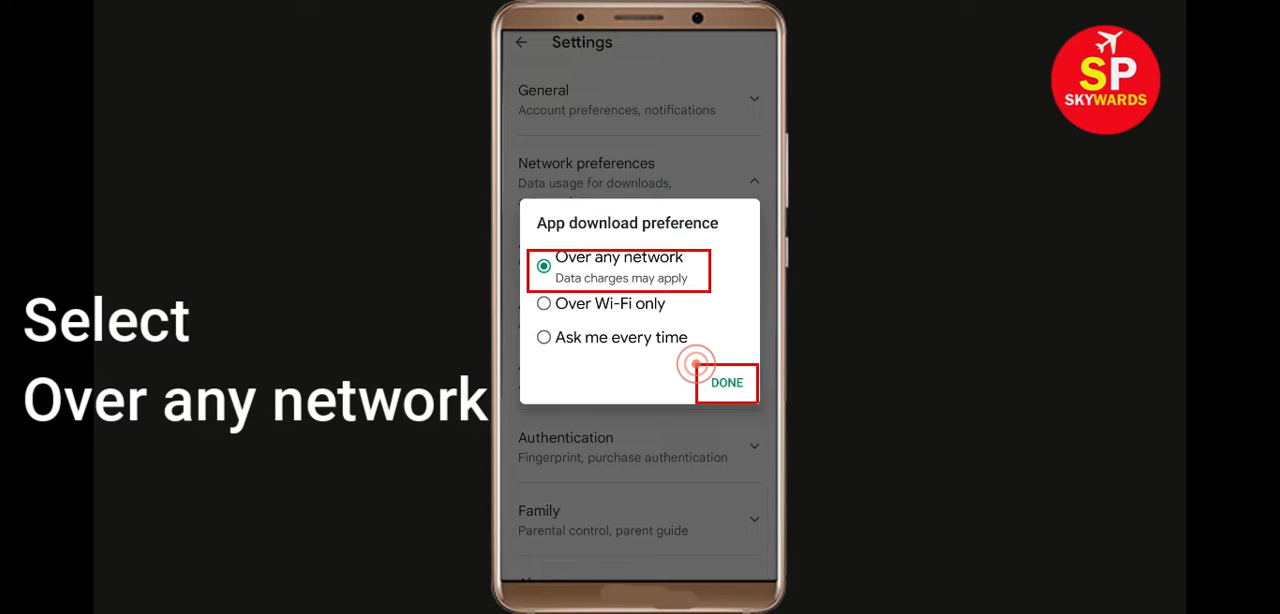 Settings
General
Account preferences, notifications
Network preferences
Data usage for downloads,
App download preference
Over any network
Data charges may apply
Over Wi-Fi only
Ask me every time
DONE
Authentication
Fingerprint, purchase authentication
Family
Parental control, parent guide
Select
Over any network
SP
SKYWARDS